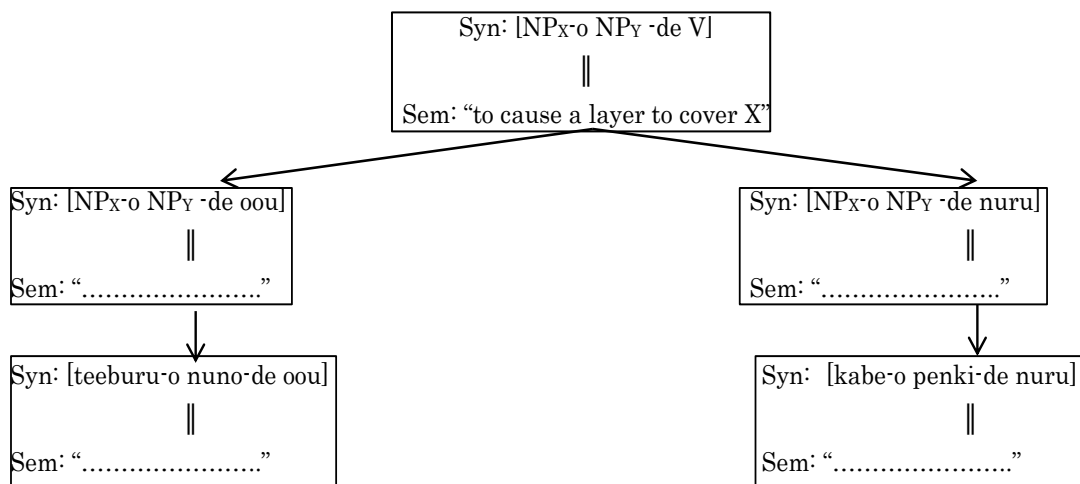 Syn: [NPX-o NPY -de V]
‖
Sem: “to cause a layer to cover X”
Syn: [NPX-o NPY -de oou]
‖
Sem: “…………………….”
Syn: [NPX-o NPY -de nuru]
‖
Sem: “…………………….”
Syn: [teeburu-o nuno-de oou]
‖
Sem: “…………………….”
Syn: [kabe-o penki-de nuru]
‖
Sem: “…………………….”